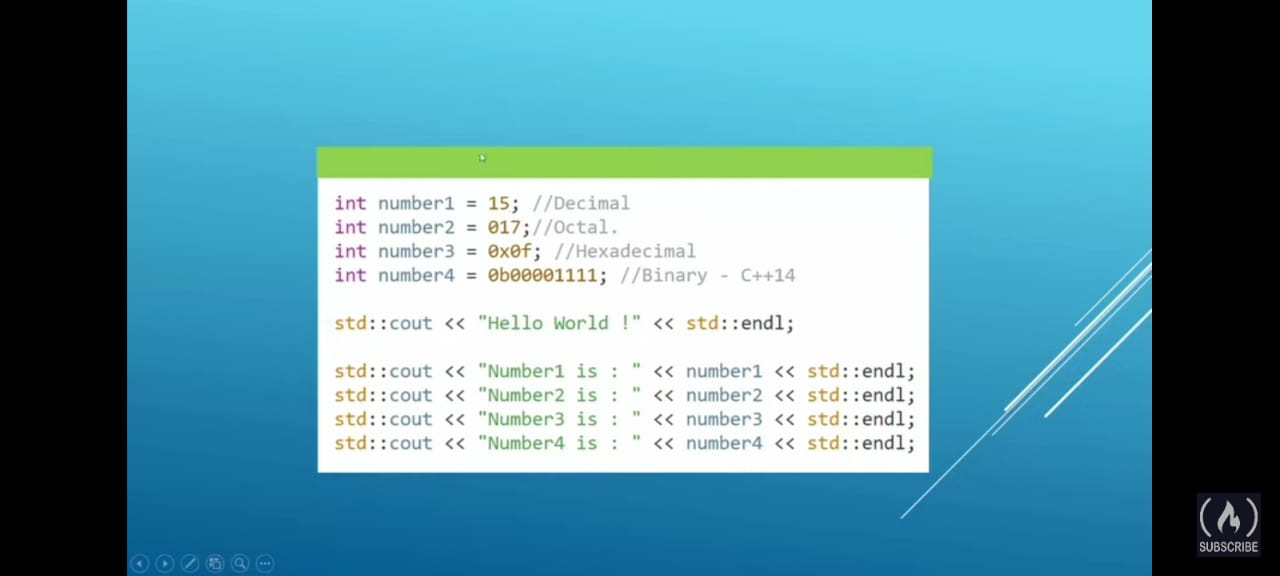 int number1 = 15; //Decimal
int number2 = 017;//Octal.
int number3 = 0x0f; //Hexadecimal
int number4 = 0b00001111; //Binary - C++14
std::cout << "Hello World !" << std::endl;
std::cout << "Number1 is : " << number1 << std::endl;
std::cout << "Number2 is : " << number2 << std::endl;
std::cout << "Number3 is : " << number3 << std::endl;
std::cout << "Number4 is : " << number4 << std::endl;
SUBSCRIBE